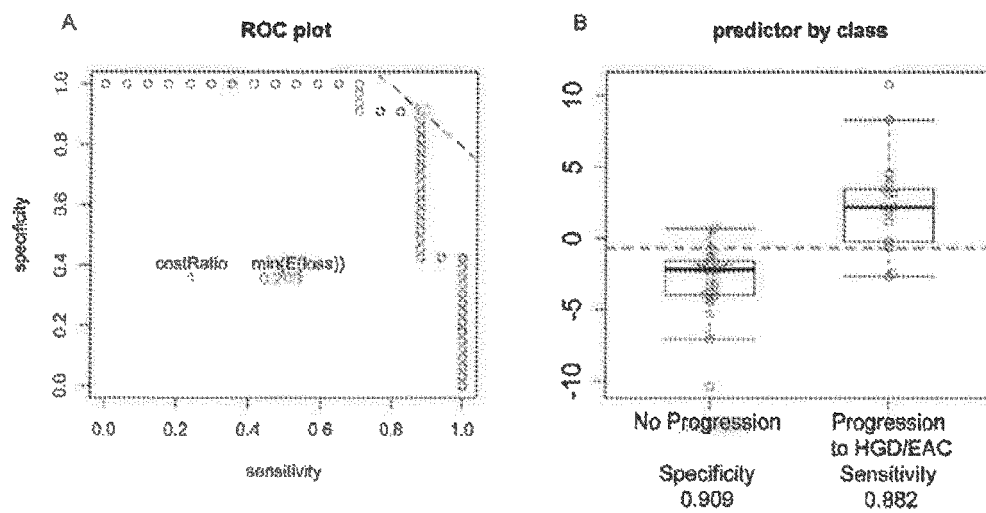 A
ROC plot
specificity
1.0
0.8
0.6
0.4
0.2
0.0
costRatio min(E(loss))
0.0 0.2 0.4 0.6 0.8 1.0
sensitivity
B
predictor by class
10
5
0
-5
-10
No Progression
Progression
to HGD/EAC
Specificity
0.909
Sensitivity
0.882